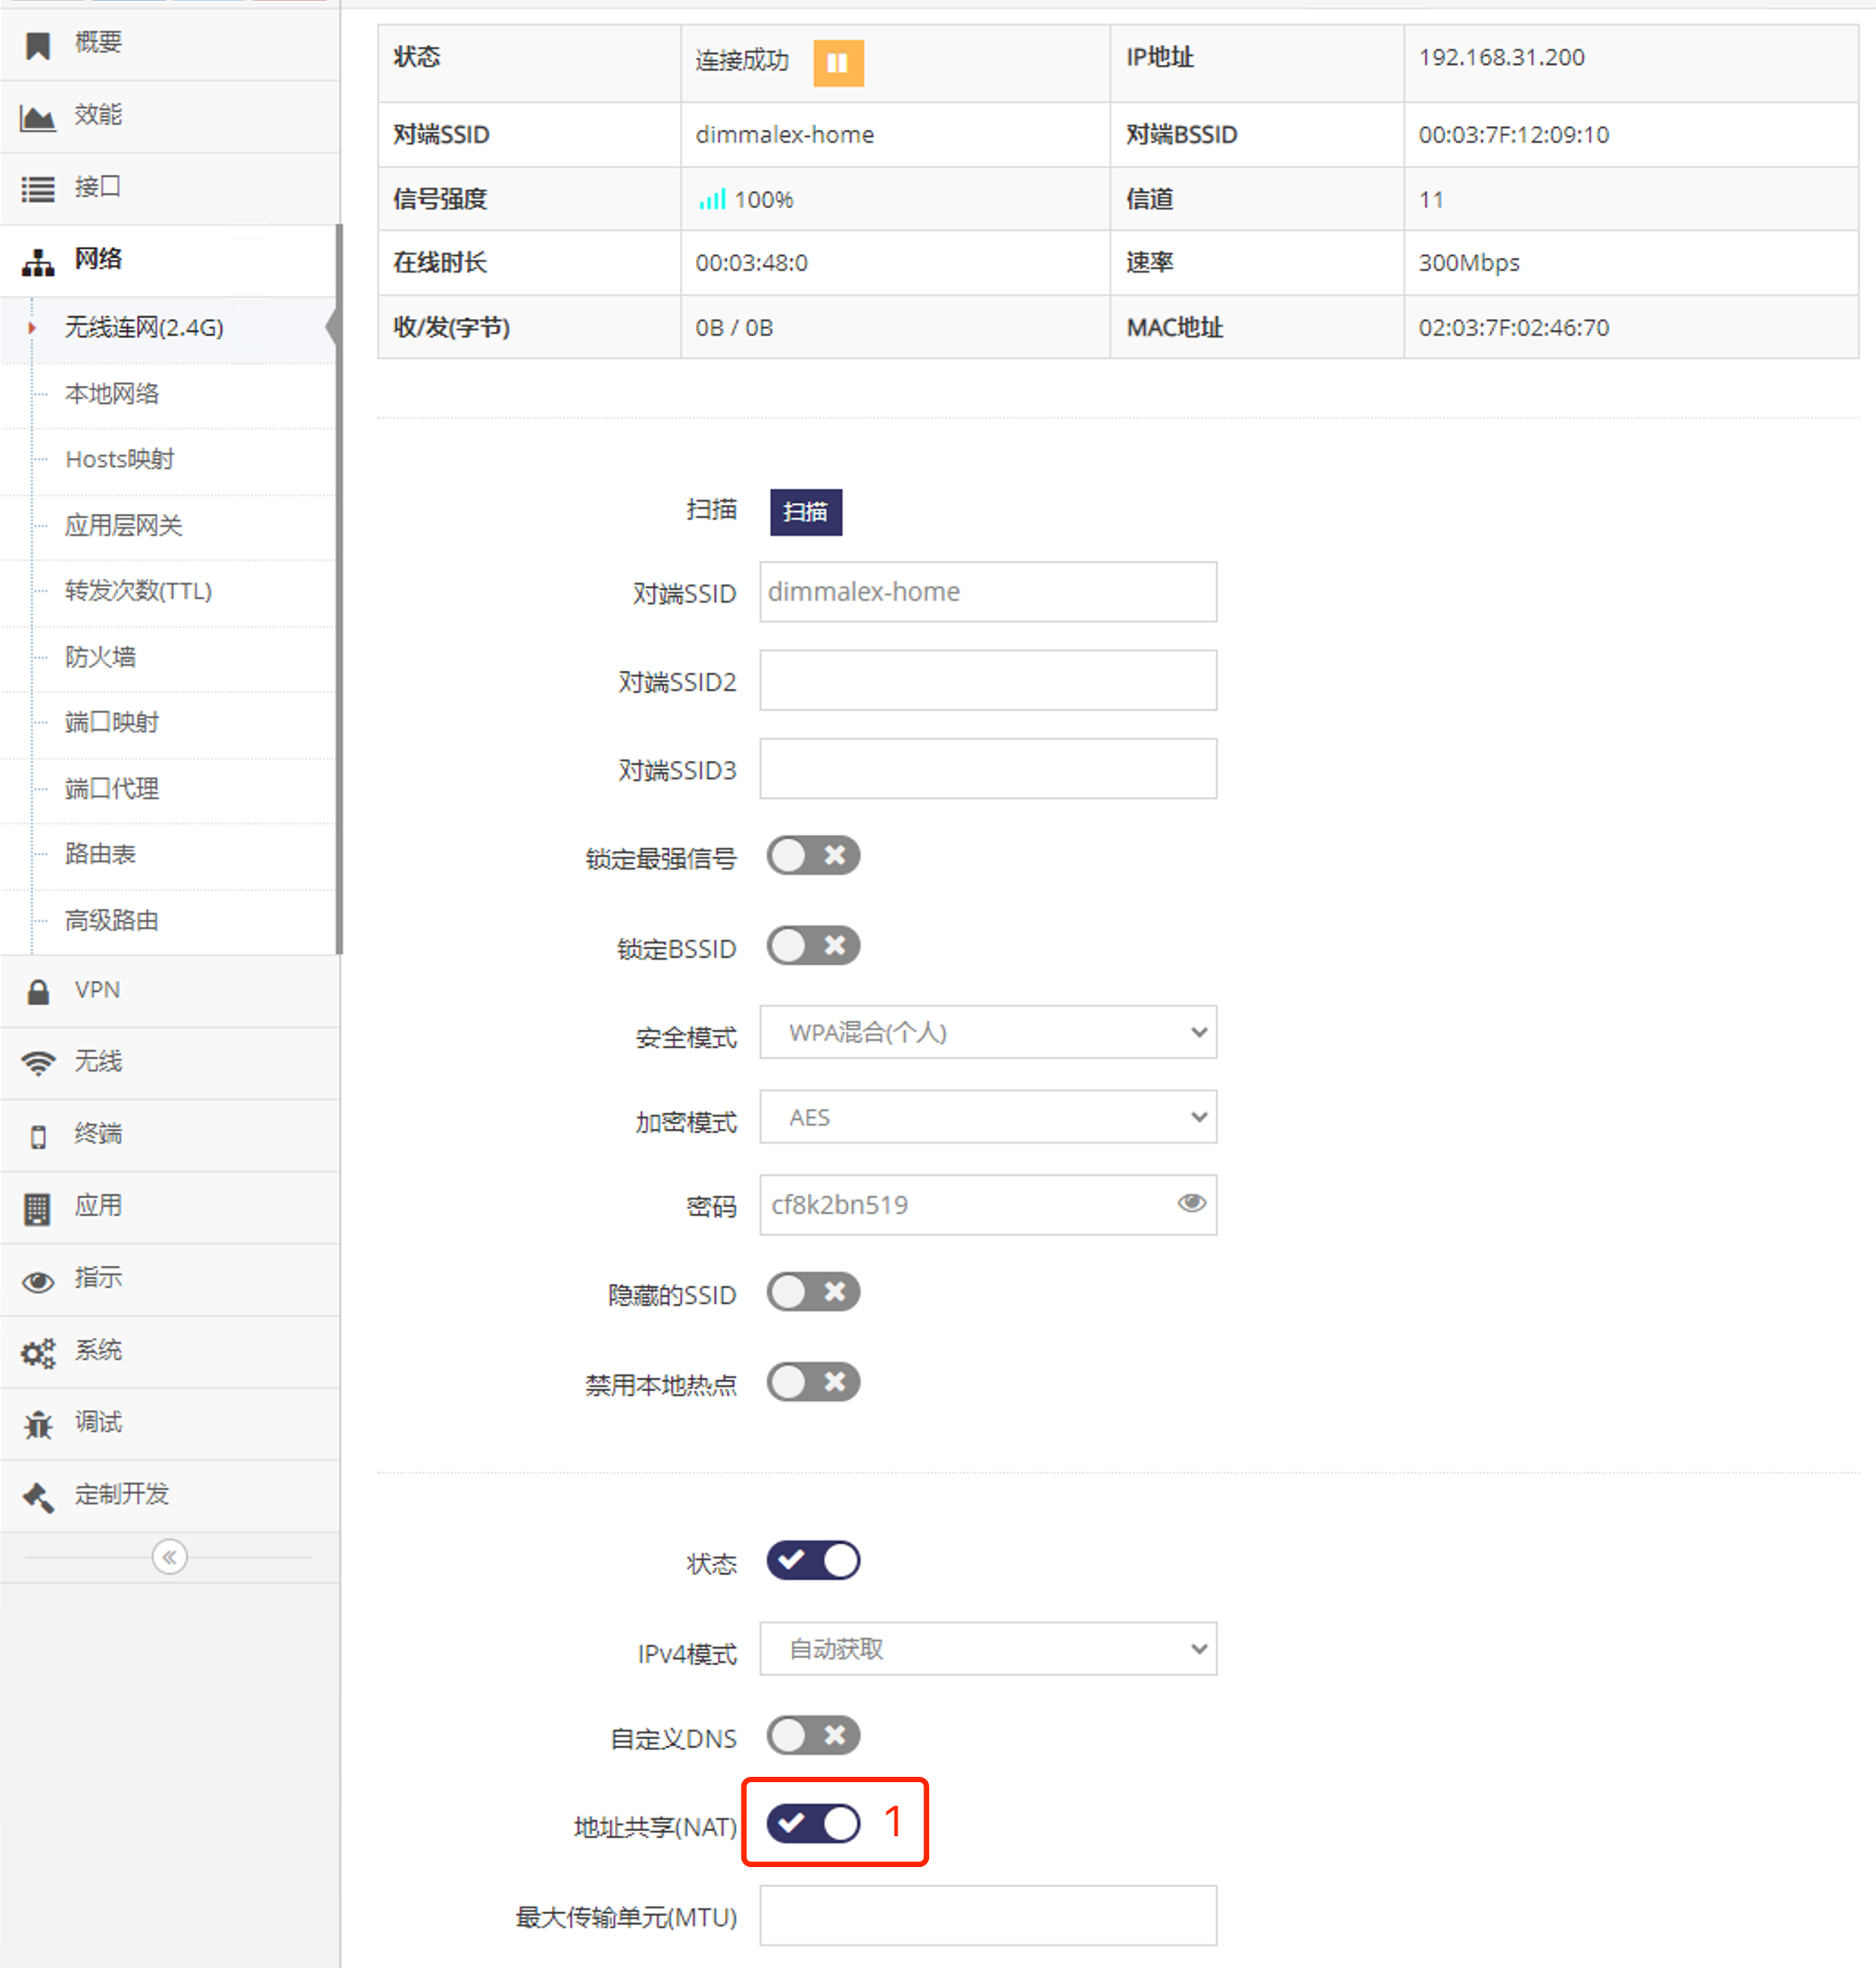 概要
效能
接口
网络
无线连网(2.4G)
本地网络
Hosts映射
应用层网关
转发次数(TTL)
防火墙
端口映射
端口代理
路由表
高级路由
VPN
无线
终端
应用
指示
系统
调试
定制开发
状态 连接成功 IP地址 192.168.31.200
对端SSID dimmalex-home 对端BSSID 00:03:7F:12:09:10
信号强度 100% 信道 11
在线时长 00:03:48:0 速率 300Mbps
收/发(字节) 0B / 0B MAC地址 02:03:7F:02:46:70
扫描 扫描
对端SSID dimmalex-home
对端SSID2
对端SSID3
锁定最强信号
锁定BSSID
安全模式 WPA混合(个人)
加密模式 AES
密码 cf8k2bn519
隐藏的SSID
禁用本地热点
状态
IPv4模式 自动获取
自定义DNS
地址共享(NAT) 1
最大传输单元(MTU)